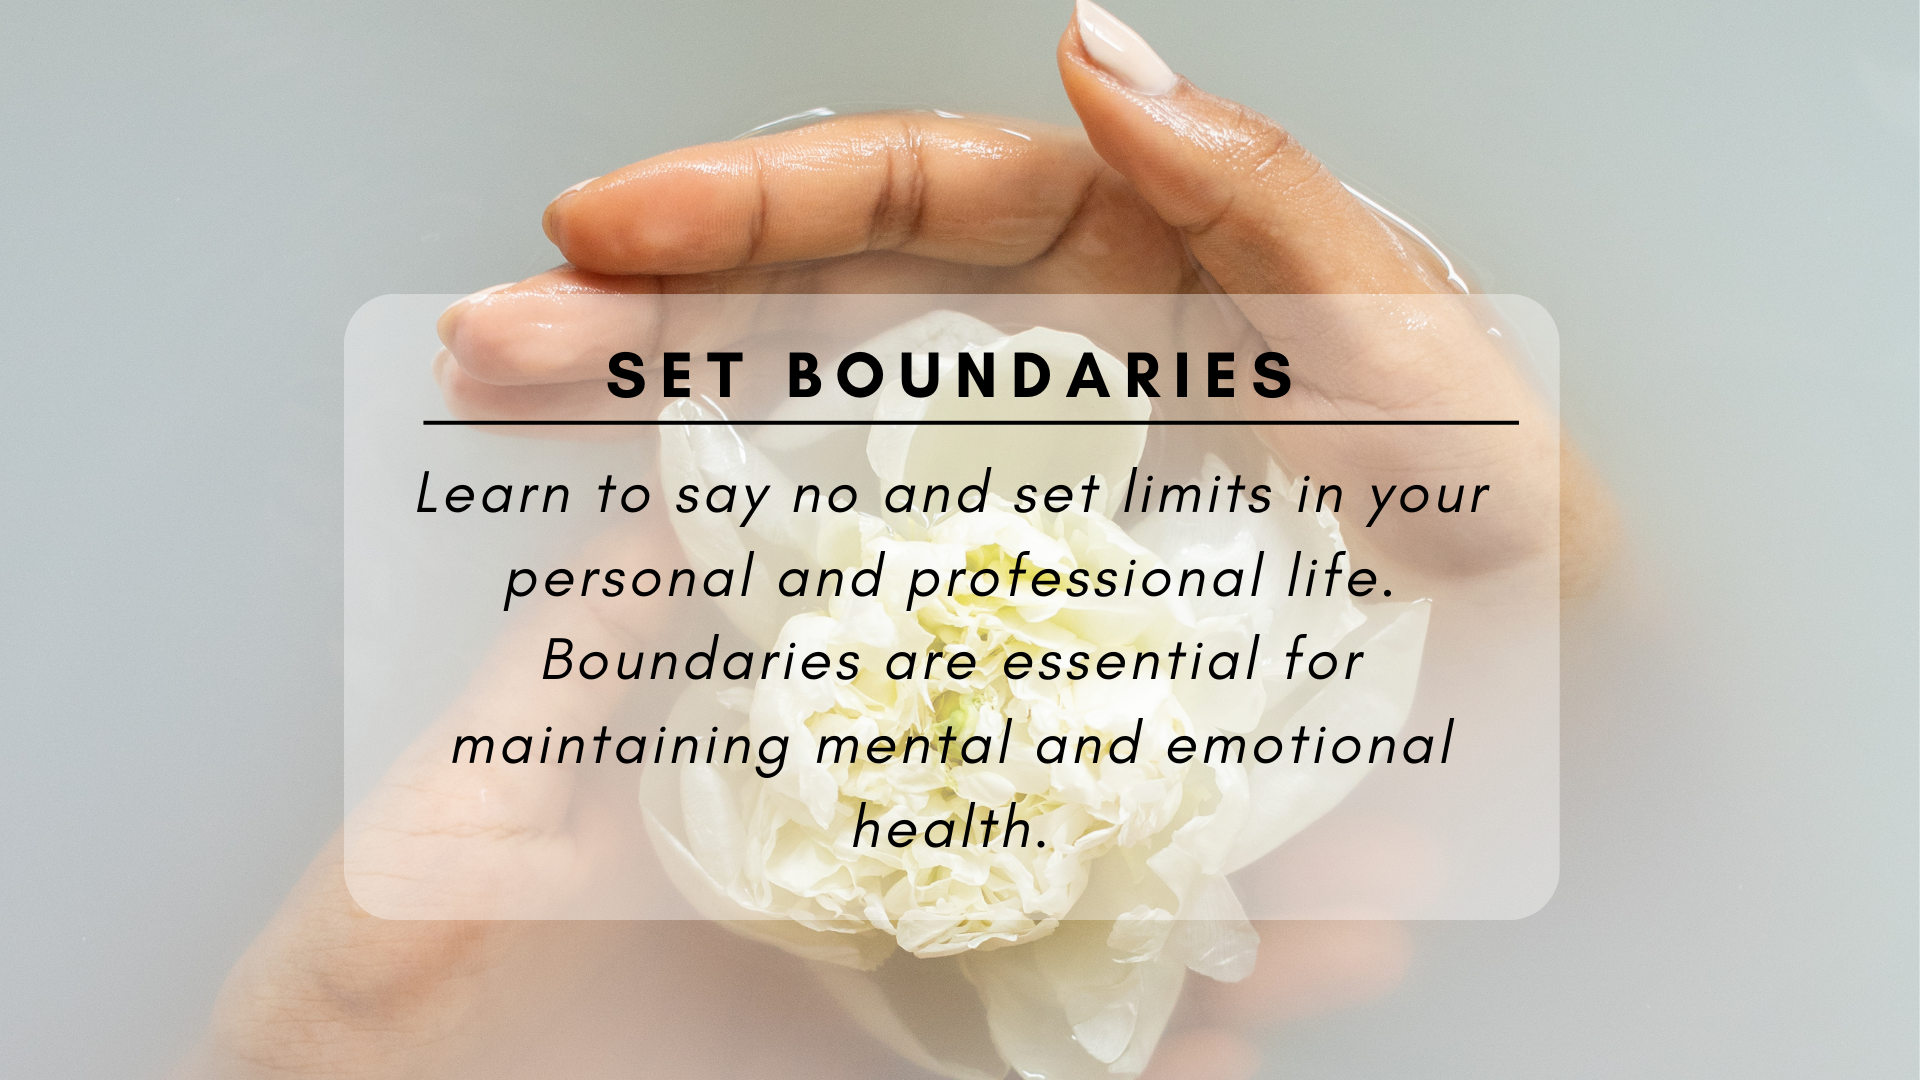 SET BOUNDARIES
Learn to say no and set limits in your
personal and professional life.
Boundaries are essential for
maintaining mental and emotional
health.